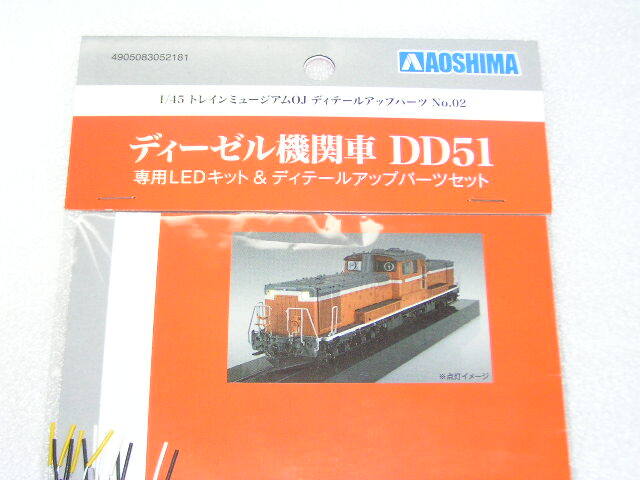 4905083052181
AOSHIMA
1/45 トレインミュージアムOJ ディテールアップパーツ No.02
ディーゼル機関車 DD51
専用LEDキット & ディテールアップパーツセット
※点灯イメージ